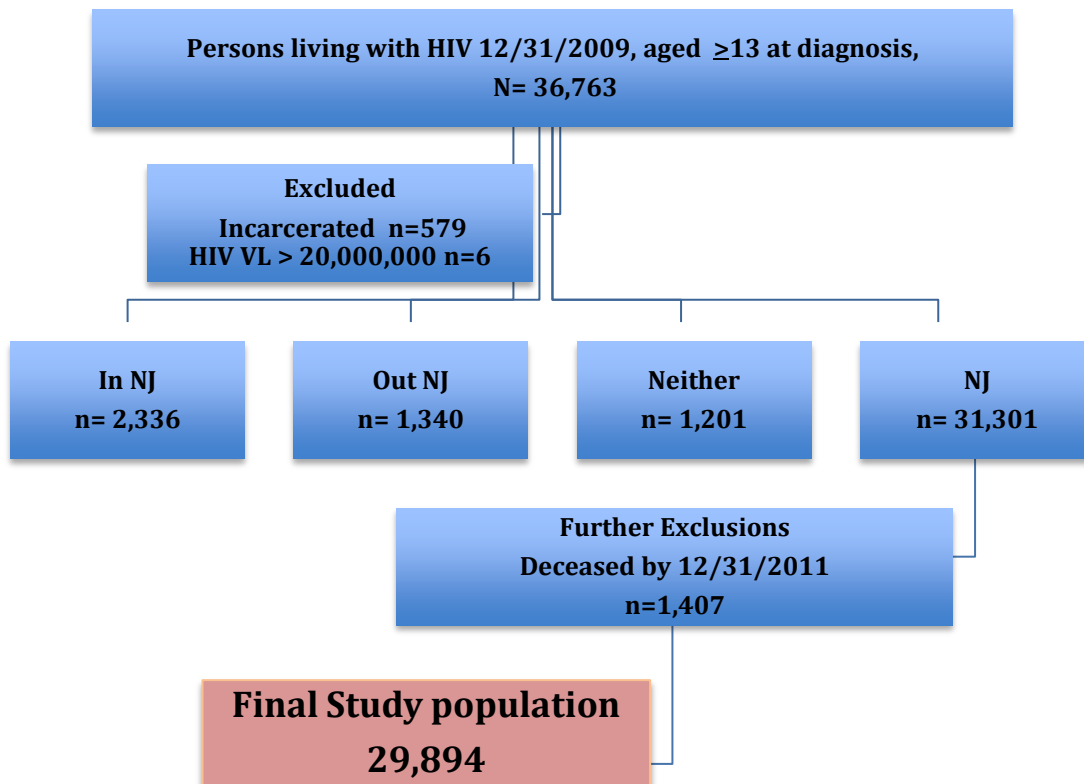 Persons living with HIV 12/31/2009, aged ≥13 at diagnosis,
N= 36,763
Excluded
Incarcerated n=579
HIV VL > 20,000,000 n=6
In NJ
n= 2,336
Out NJ
n= 1,340
Neither
n= 1,201
NJ
n= 31,301
Further Exclusions
Deceased by 12/31/2011
n=1,407
Final Study population
29,894